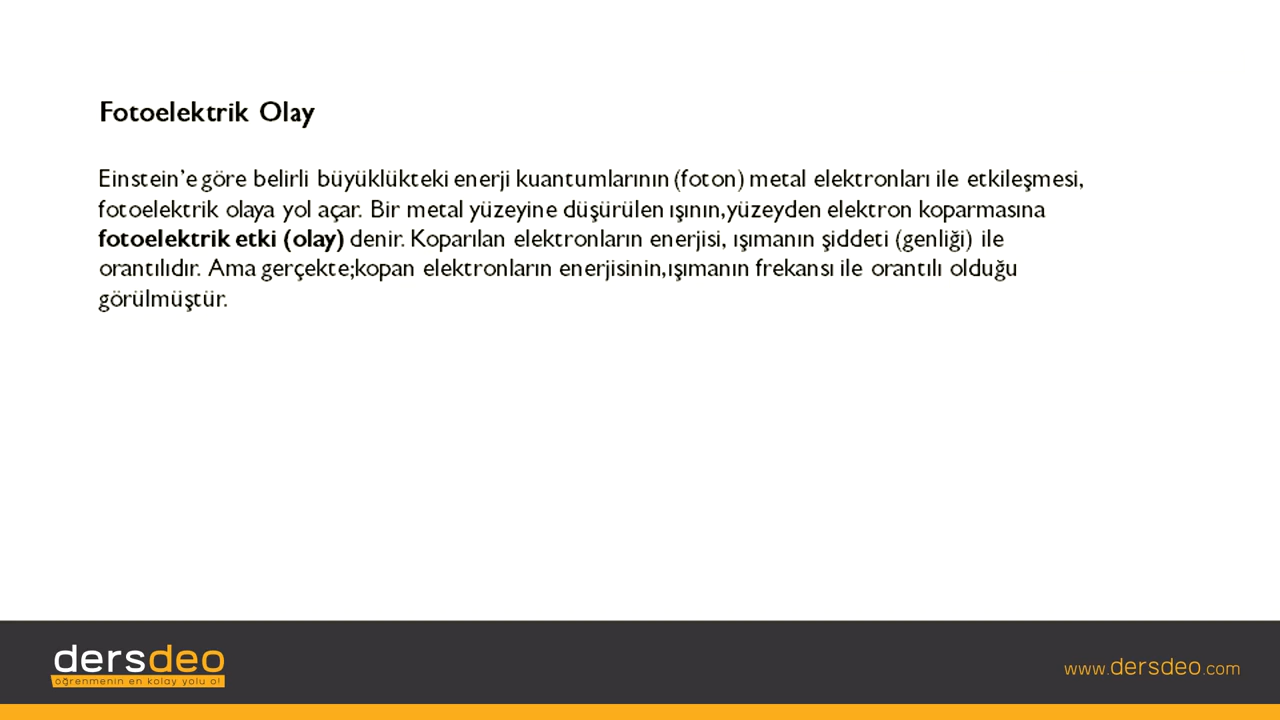 Fotoelektrik Olay
Einstein'e göre belirli büyüklükteki enerji kuantumlarının (foton) metal elektronları ile etkileşmesi,
fotoelektrik olaya yol açar. Bir metal yüzeyine düşürülen ışının,yüzeyden elektron koparmasına
fotoelektrik etki (olay) denir. Koparılan elektronların enerjisi, ışımanın şiddeti (genliği) ile
orantılıdır. Ama gerçekte;kopan elektronların enerjisinin,ışımanın frekansı ile orantılı olduğu
görülmüştür.
dersdeo
öğrenmenin en kolay yolu o!
www.dersdeo.com